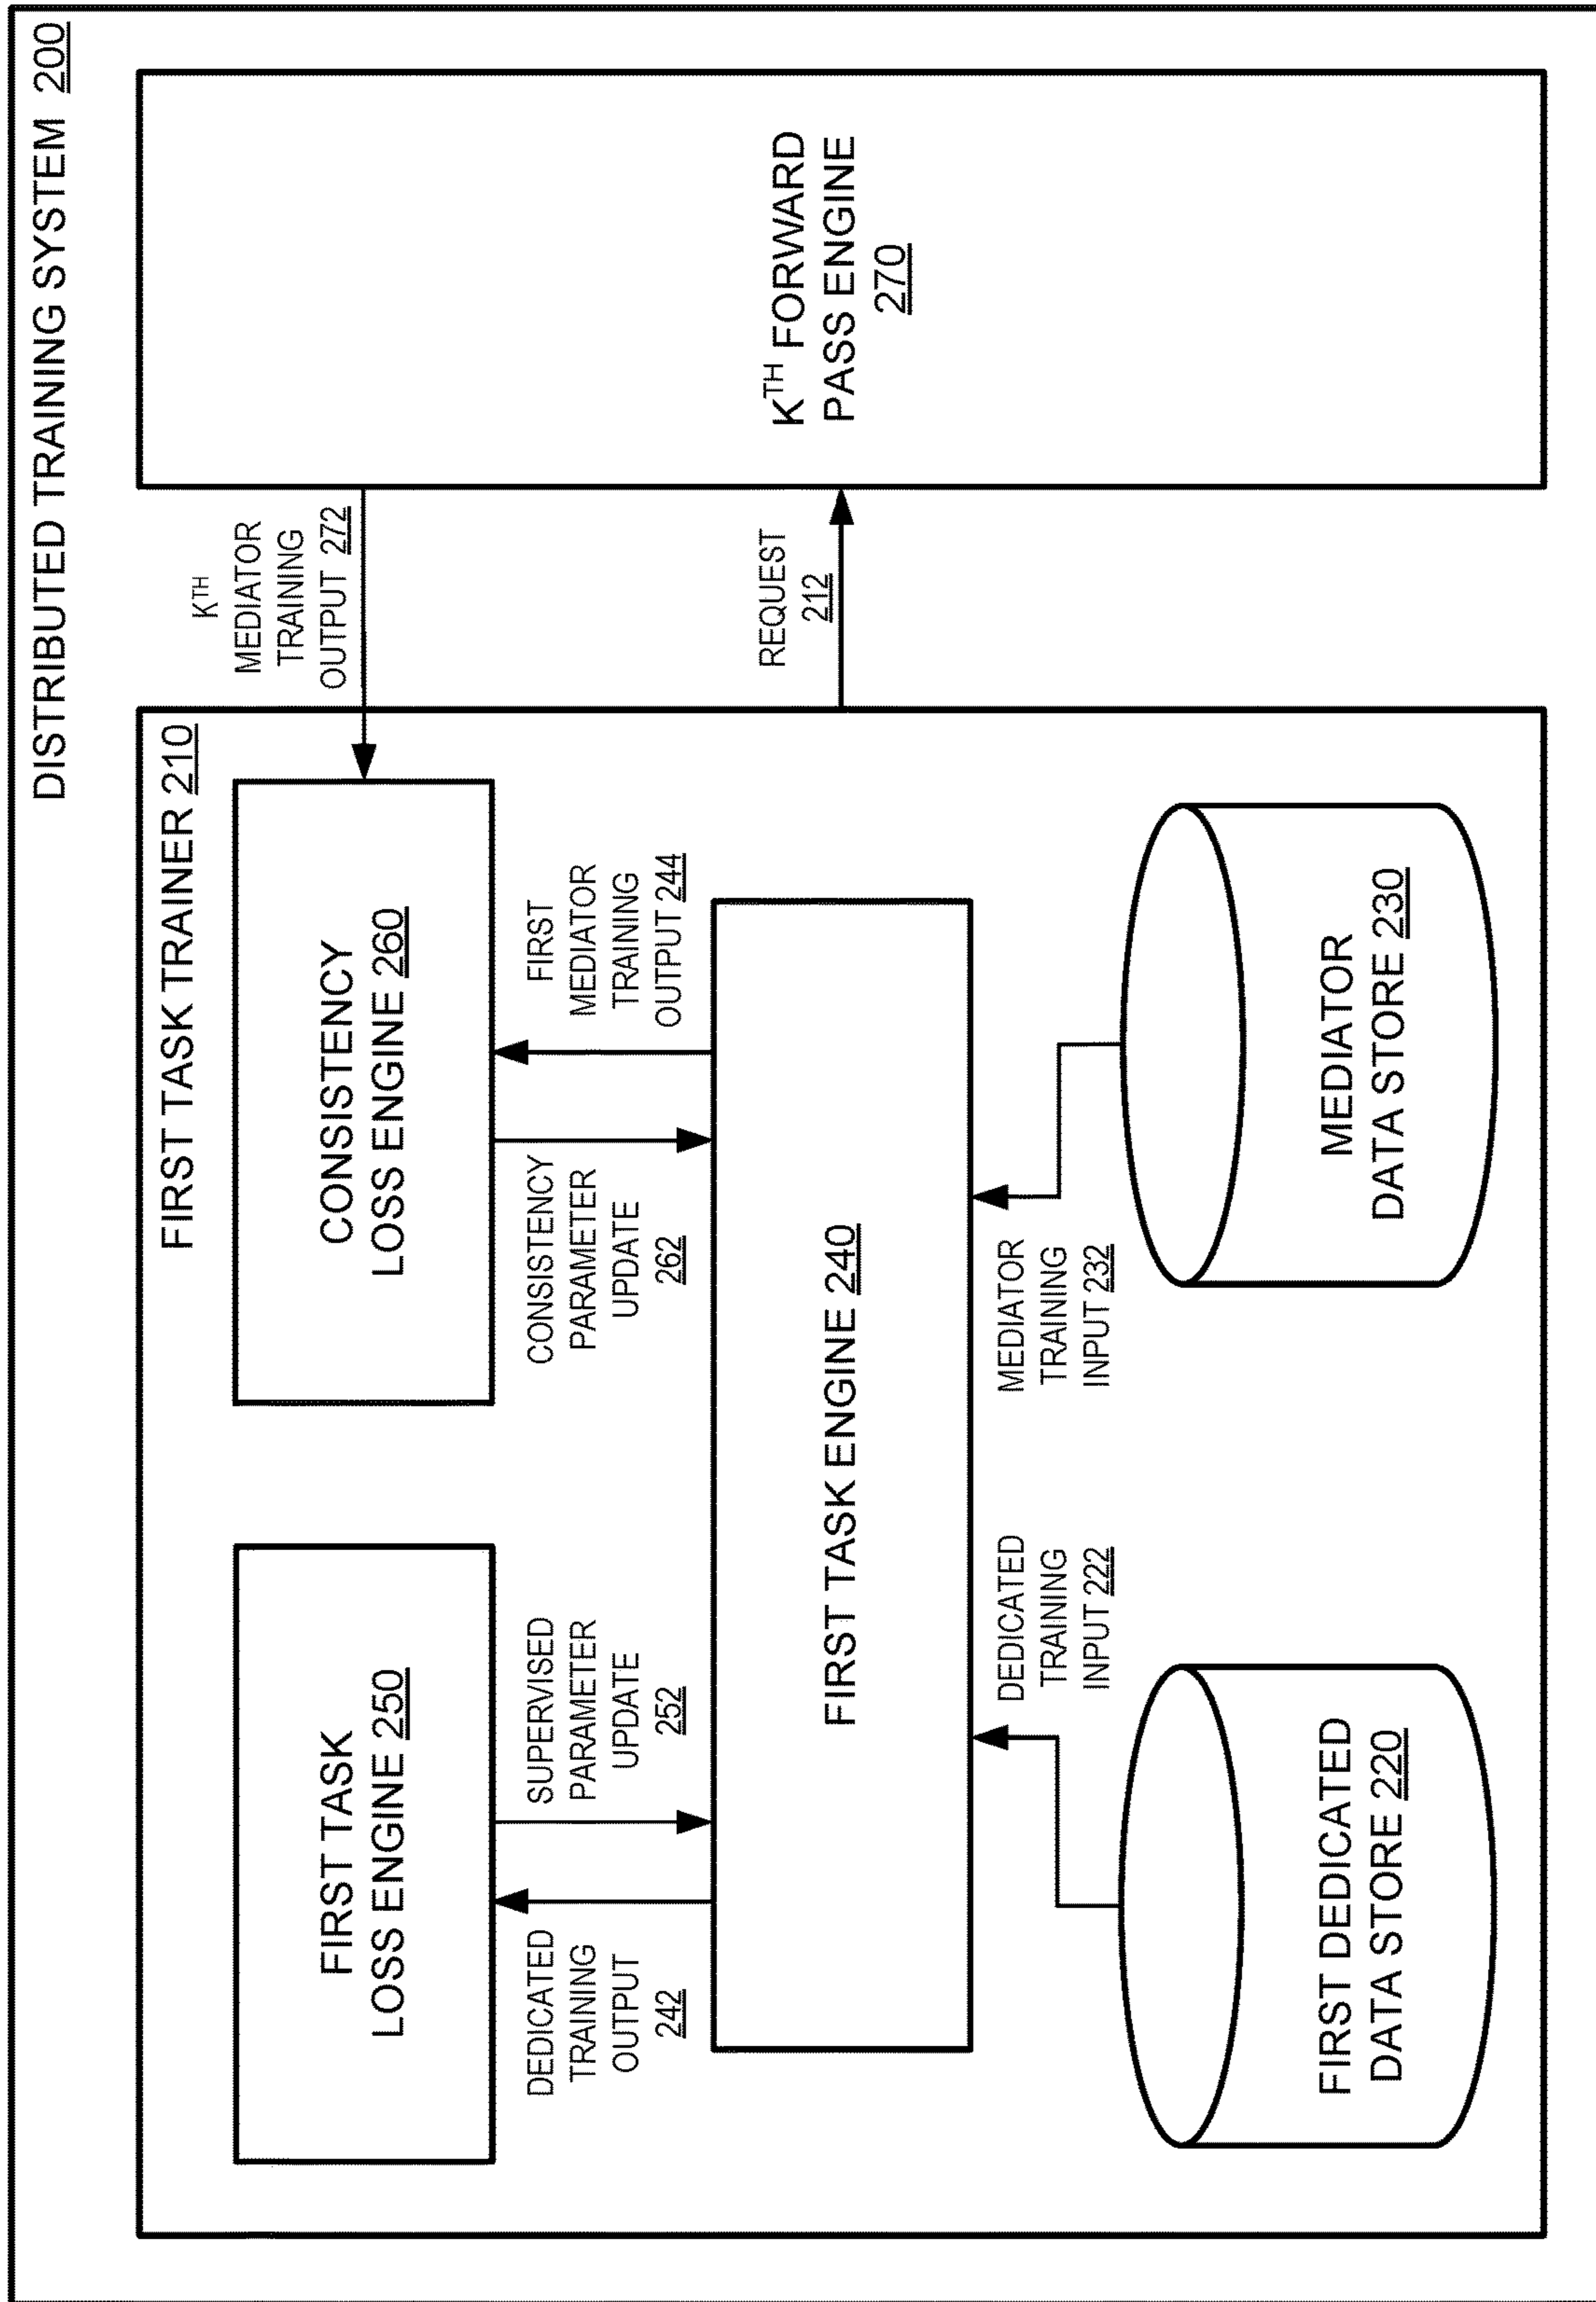 DISTRIBUTED TRAINING SYSTEM 200
FIRST TASK TRAINER 210
FIRST TASK
LOSS ENGINE 250
CONSISTENCY
LOSS ENGINE 260
KTH
MEDIATOR
TRAINING
OUTPUT 272
DEDICATED
TRAINING
OUTPUT
242
SUPERVISED
PARAMETER
UPDATE
252
CONSISTENCY
PARAMETER
UPDATE
262
FIRST
MEDIATOR
TRAINING
OUTPUT 244
REQUEST
212
KTH FORWARD
PASS ENGINE
270
FIRST TASK ENGINE 240
DEDICATED
TRAINING
INPUT 222
MEDIATOR
TRAINING
INPUT 232
FIRST DEDICATED
DATA STORE 220
MEDIATOR
DATA STORE 230